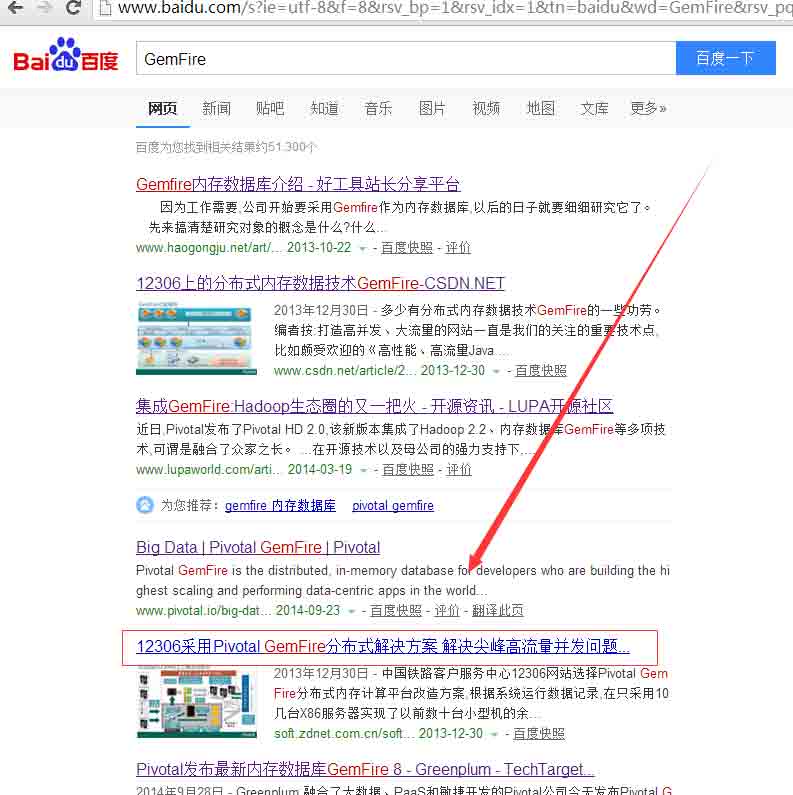 www.baidu.com/s?ie=utf-8&f=8&rsv_bp=1&rsv_idx=1&tn=baidu&wd=GemFire&rsv_pq
Bai du 百度
GemFire
百度一下
网页 新闻 贴吧 知道 音乐 图片 视频 地图 文库 更多»
百度为您找到相关结果约51,300个
Gemfire内存数据库介绍 - 好工具站长分享平台
因为工作需要,公司开始要采用Gemfire作为内存数据库,以后的日子就要细细研究它了。
先来搞清楚研究对象的概念是什么?什么...
www.haogongju.net/art/... 2013-10-22 - 百度快照 - 评价
12306上的分布式内存数据技术GemFire-CSDN.NET
2013年12月30日 - 多少有分布式内存数据技术GemFire的一些功劳。
编者按:打造高并发、大流量的网站一直是我们的关注的重要技术点,
比如颇受欢迎的《高性能、高流量Java....
www.csdn.net/article/2... 2013-12-30 - 百度快照
集成GemFire:Hadoop生态圈的又一把火 - 开源资讯 - LUPA开源社区
近日,Pivotal发布了Pivotal HD 2.0,该新版本集成了Hadoop 2.2、内存数据库GemFire等多项技
术,可谓是融合了众家之长。 ...在开源技术以及母公司的强力支持下,...
www.lupaworld.com/arti... 2014-03-19 - 百度快照 - 评价
为您推荐: gemfire 内存数据库 pivotal gemfire
Big Data | Pivotal GemFire | Pivotal
Pivotal GemFire is the distributed, in-memory database for developers who are building the hi
ghest scaling and performing data-centric apps in the world...
www.pivotal.io/big-dat... 2014-09-23 - 百度快照 - 评价 - 翻译此页
12306采用Pivotal GemFire分布式解决方案 解决尖峰高流量并发问题...
2013年12月30日 - 中国铁路客户服务中心12306网站选择Pivotal Gem
Fire分布式内存计算平台改造方案,根据系统运行数据记录,在只采用10
几台X86服务器实现了以前数十台小型机的余...
soft.zdnet.com.cn/soft... 2013-12-30 - 百度快照
Pivotal发布最新内存数据库GemFire 8 - Greenplum - TechTarget...
2014年9月28日 - Greenplum 融合了大数据、PaaS和敏捷开发的Pivotal公司今天发布Pivotal G